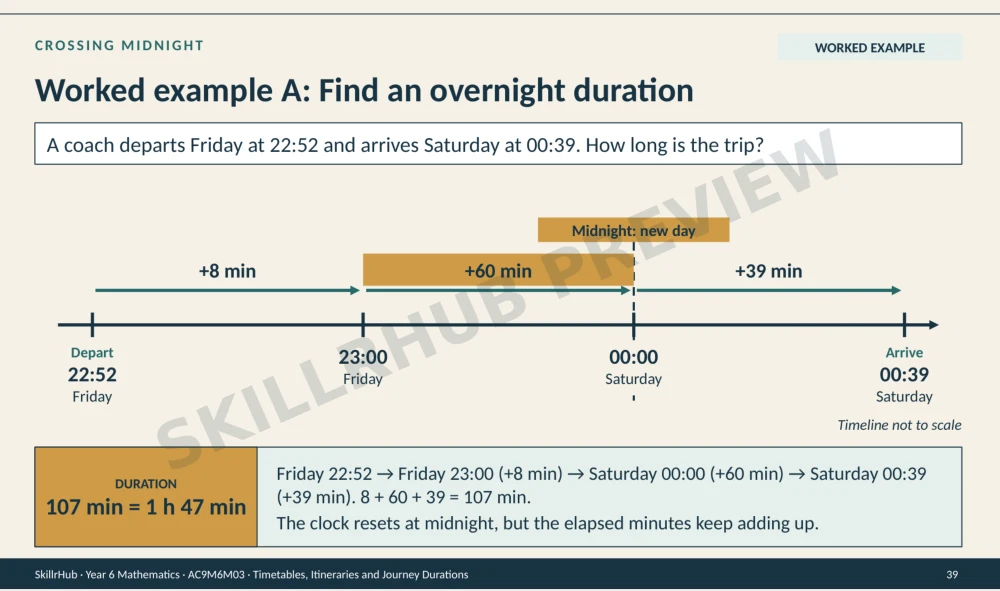 CROSSING MIDNIGHT
WORKED EXAMPLE
Worked example A: Find an overnight duration
A coach departs Friday at 22:52 and arrives Saturday at 00:39. How long is the trip?
Midnight: new day
+8 min
+60 min
+39 min
Depart
22:52
Friday
23:00
Friday
00:00
Saturday
Arrive
00:39
Saturday
Timeline not to scale
DURATION
107 min = 1 h 47 min
Friday 22:52 → Friday 23:00 (+8 min) → Saturday 00:00 (+60 min) → Saturday 00:39
(+39 min). 8 + 60 + 39 = 107 min.
The clock resets at midnight, but the elapsed minutes keep adding up.
SKILLRHUB PREVIEW
SkillrHub · Year 6 Mathematics · AC9M6M03 · Timetables, Itineraries and Journey Durations
39